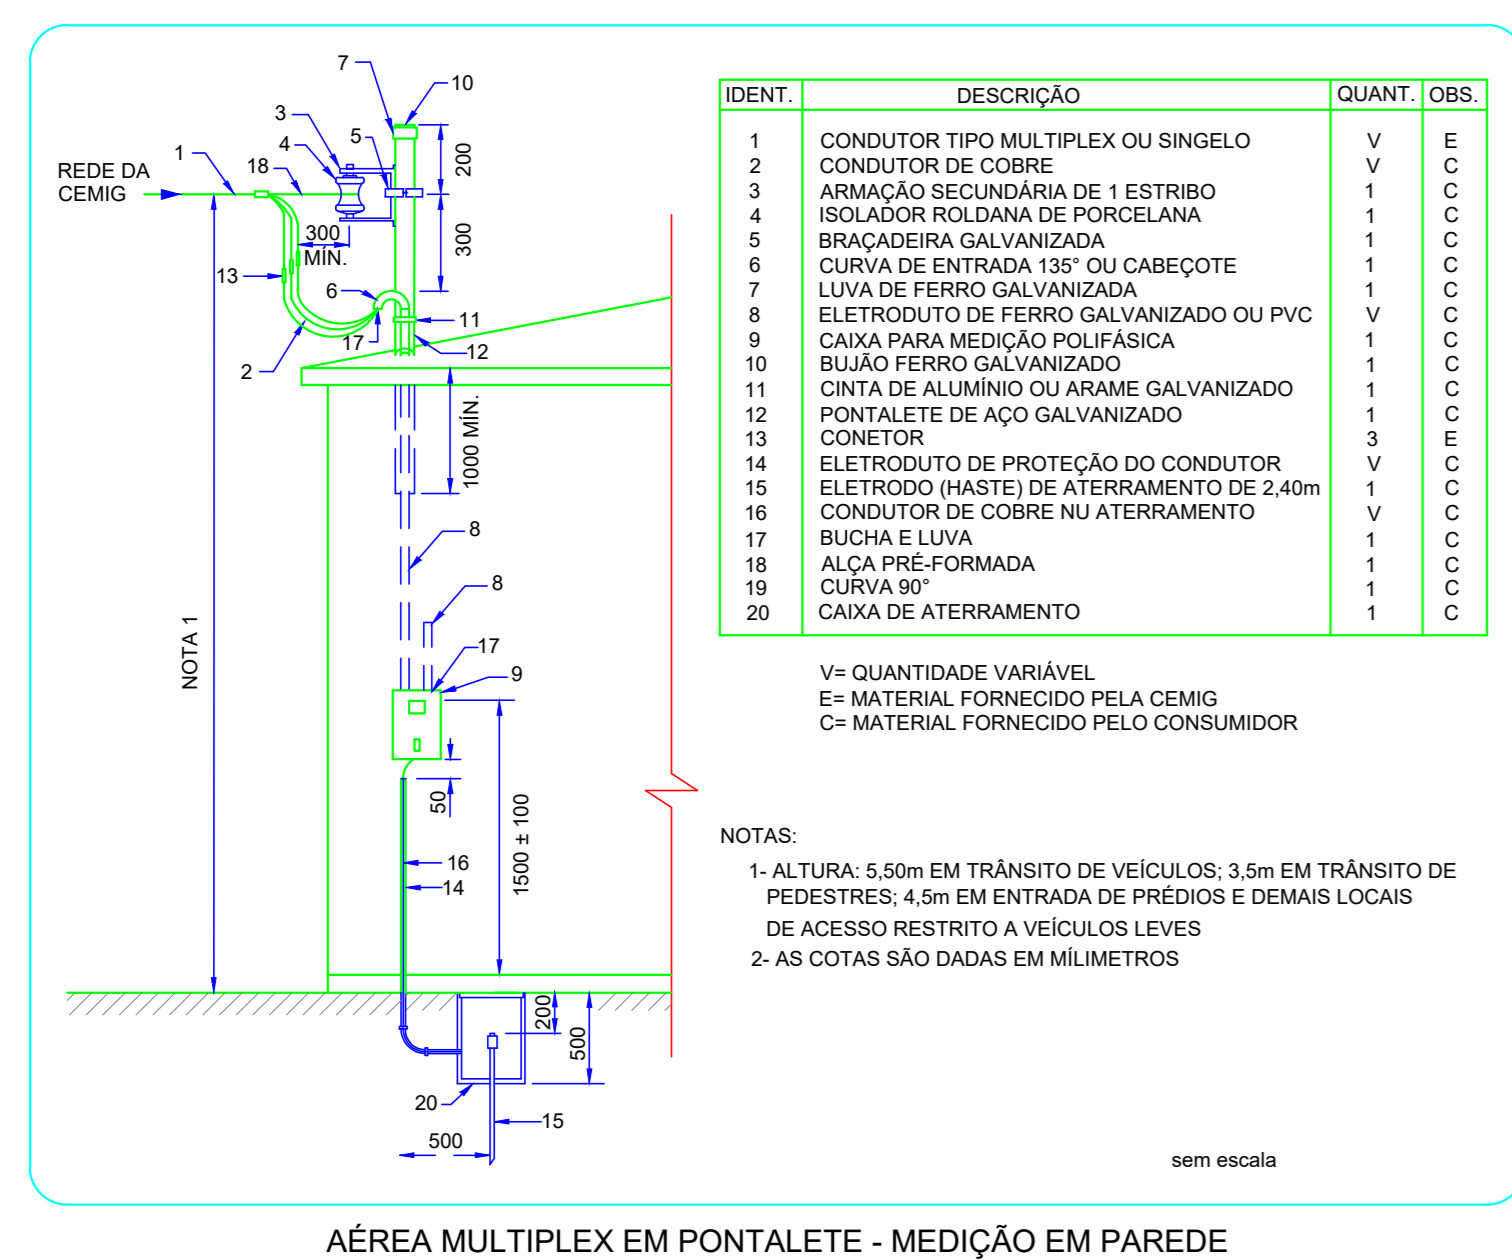 7
10
3
5
4
1
18
REDE DA
CEMIG
200
300
300
MÍN.
13
6
11
17
12
2
1000 MÍN.
8
8
NOTA 1
17
9
50
1500 ± 100
16
14
200
500
20
15
500
IDENT. DESCRIÇÃO QUANT. OBS.
1 CONDUTOR TIPO MULTIPLEX OU SINGELO V E
2 CONDUTOR DE COBRE V C
3 ARMAÇÃO SECUNDÁRIA DE 1 ESTRIBO 1 C
4 ISOLADOR ROLDANA DE PORCELANA 1 C
5 BRAÇADEIRA GALVANIZADA 1 C
6 CURVA DE ENTRADA 135° OU CABEÇOTE 1 C
7 LUVA DE FERRO GALVANIZADA 1 C
8 ELETRODUTO DE FERRO GALVANIZADO OU PVC V C
9 CAIXA PARA MEDIÇÃO POLIFÁSICA 1 C
10 BUJÃO FERRO GALVANIZADO 1 C
11 CINTA DE ALUMÍNIO OU ARAME GALVANIZADO 1 C
12 PONTALETE DE AÇO GALVANIZADO 1 C
13 CONETOR 3 E
14 ELETRODUTO DE PROTEÇÃO DO CONDUTOR V C
15 ELETRODO (HASTE) DE ATERRAMENTO DE 2,40m 1 C
16 CONDUTOR DE COBRE NU ATERRAMENTO V C
17 BUCHA E LUVA 1 C
18 ALÇA PRÉ-FORMADA 1 C
19 CURVA 90° 1 C
20 CAIXA DE ATERRAMENTO 1 C
V= QUANTIDADE VARIÁVEL
E= MATERIAL FORNECIDO PELA CEMIG
C= MATERIAL FORNECIDO PELO CONSUMIDOR
NOTAS:
1- ALTURA: 5,50m EM TRÂNSITO DE VEÍCULOS; 3,5m EM TRÂNSITO DE
PEDESTRES; 4,5m EM ENTRADA DE PRÉDIOS E DEMAIS LOCAIS
DE ACESSO RESTRITO A VEÍCULOS LEVES
2- AS COTAS SÃO DADAS EM MÍLIMETROS
sem escala
AÉREA MULTIPLEX EM PONTALETE - MEDIÇÃO EM PAREDE